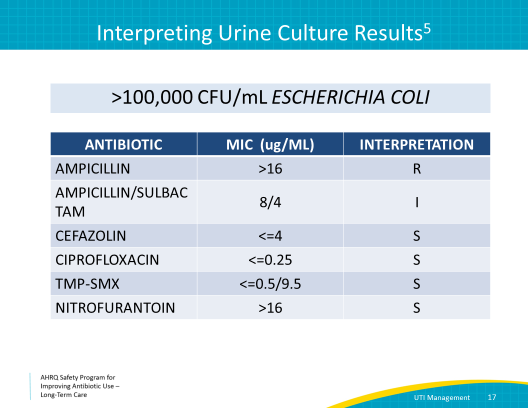 Interpreting Urine Culture Results5
>100,000 CFU/mL ESCHERICHIA COLI
ANTIBIOTIC MIC (ug/ML) INTERPRETATION
AMPICILLIN >16 R
AMPICILLIN/SULBAC
TAM 8/4 I
CEFAZOLIN <=4 S
CIPROFLOXACIN <=0.25 S
TMP-SMX <=0.5/9.5 S
NITROFURANTOIN >16 S
AHRQ Safety Program for
Improving Antibiotic Use –
Long-Term Care
UTI Management 17